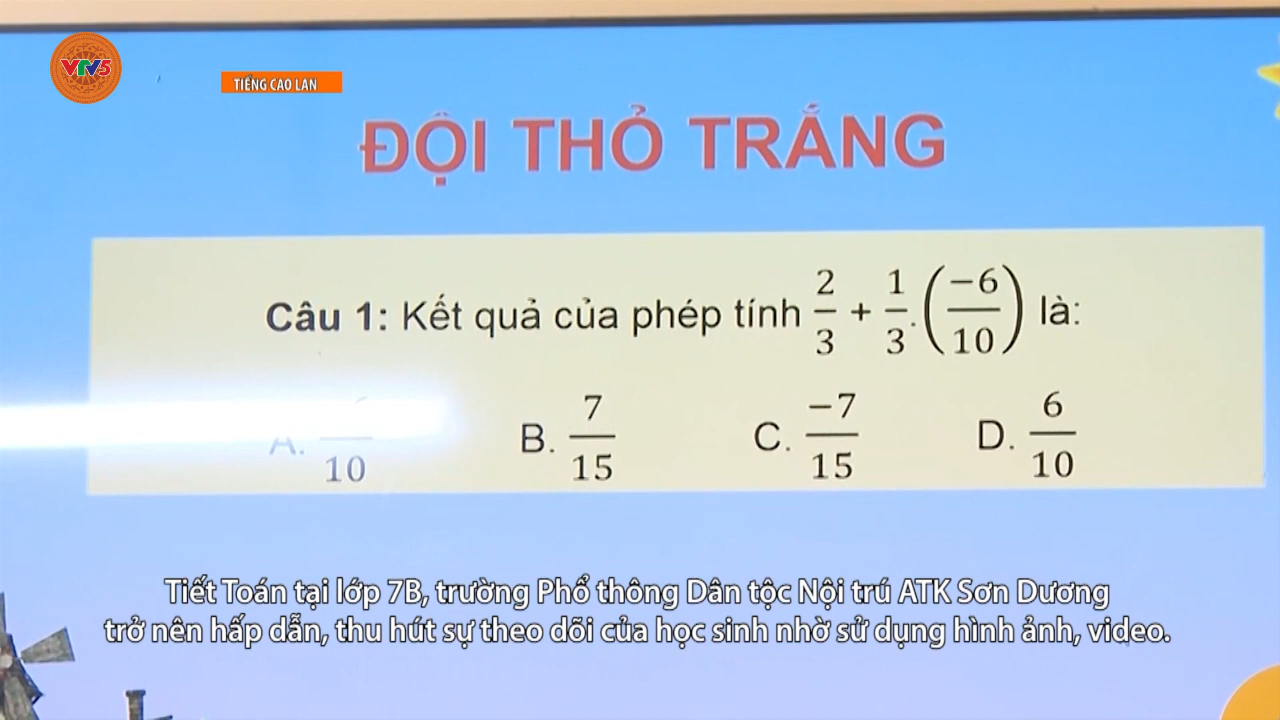 VTV5
TIẾNG CAO LAN
ĐỘI THỎ TRẮNG
Câu 1: Kết quả của phép tính 2/3 + 1/3.(-6/10) là:
A. /10 B. 7/15 C. -7/15 D. 6/10
Tiết Toán tại lớp 7B, trường Phổ thông Dân tộc Nội trú ATK Sơn Dương
trở nên hấp dẫn, thu hút sự theo dõi của học sinh nhờ sử dụng hình ảnh, video.